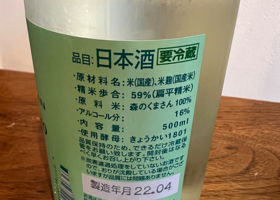 品目:日本酒 要冷蔵
・原材料名:米(国産)、米麹(国産米)
・精米歩合:59%(扁平精米)
・原料米:森のくまさん100%
・アルコール分:16%
・内容量:500ml
・使用酵母:きょうかい1801
製造年月22.04